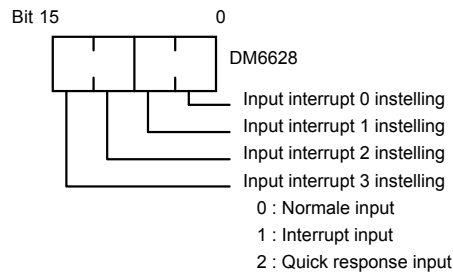 Bit 15 0
DM6628
Input interrupt 0 instelling
Input interrupt 1 instelling
Input interrupt 2 instelling
Input interrupt 3 instelling
0 : Normale input
1 : Interrupt input
2 : Quick response input